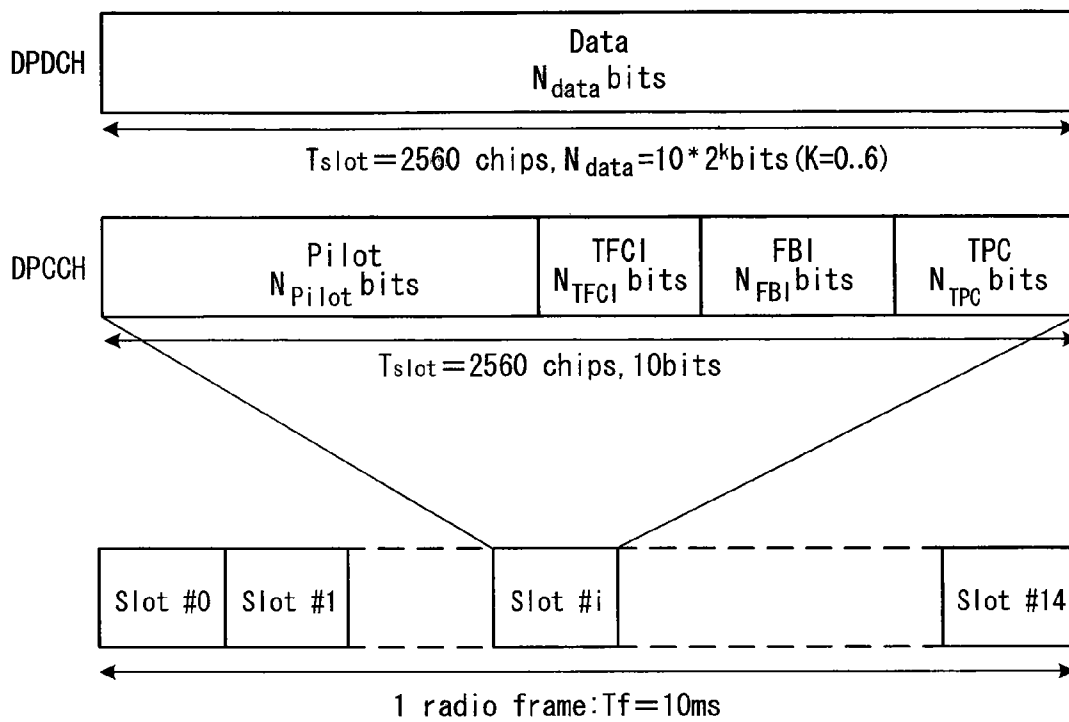 DPDCH
Data
N_data bits
Tslot=2560 chips, N_data=10*2^k bits (K=0..6)
DPCCH
Pilot
N_Pilot bits
TFCI
N_TFCI bits
FBI
N_FBI bits
TPC
N_TPC bits
Tslot=2560 chips, 10bits
Slot #0
Slot #1
Slot #i
Slot #14
1 radio frame:Tf=10ms